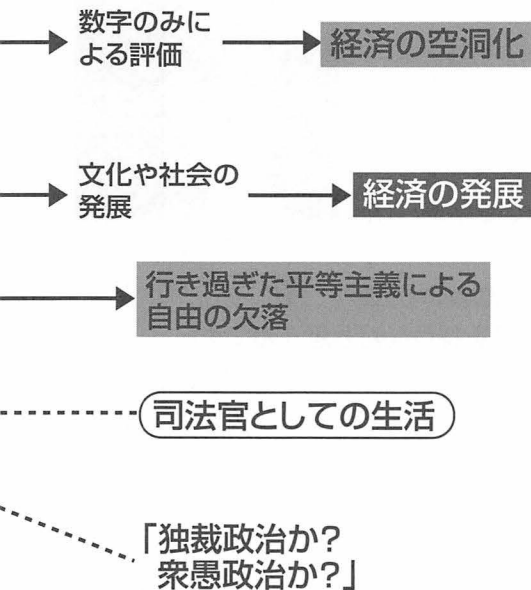 数字のみに
よる評価
経済の空洞化
文化や社会の
発展
経済の発展
行き過ぎた平等主義による
自由の欠落
司法官としての生活
「独裁政治か？
衆愚政治か？」